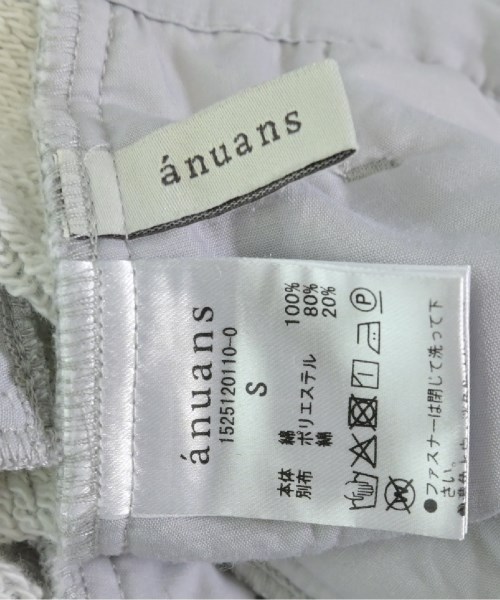 ánuans
ánuans
1525120110-0
S
本体 綿 100%
別布 ポリエステル 80%
綿 20%
P
●ファスナーは閉じて洗って下
さい。